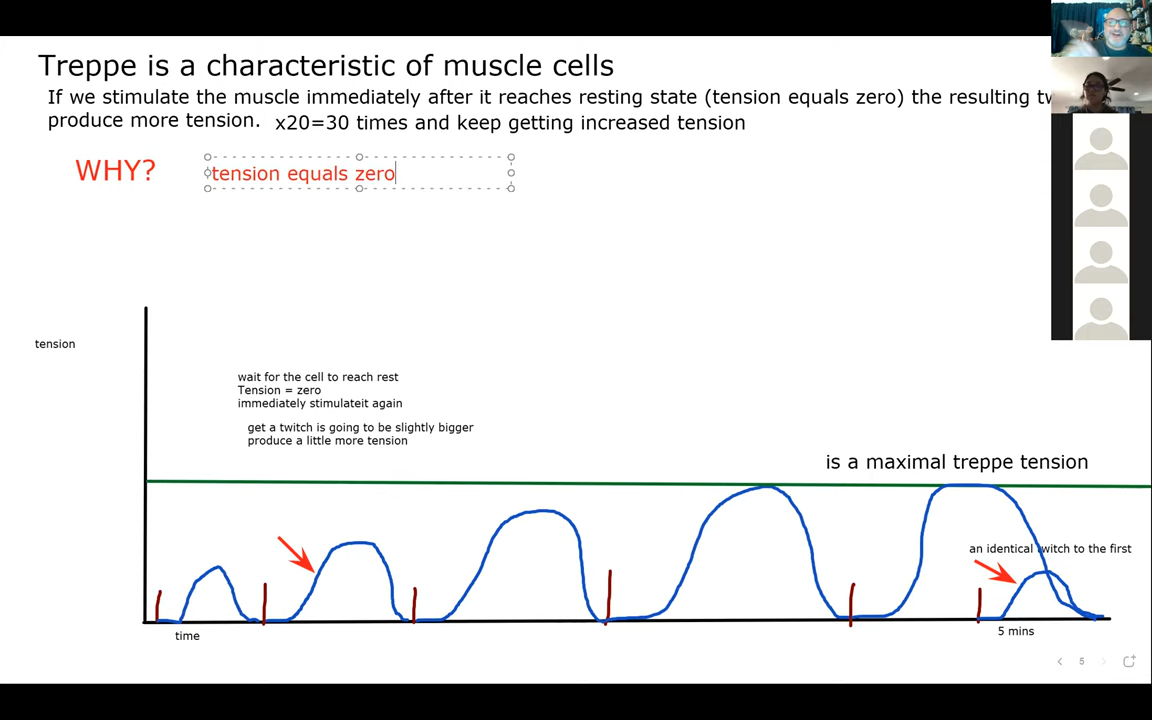 Treppe is a characteristic of muscle cells
If we stimulate the muscle immediately after it reaches resting state (tension equals zero) the resulting
produce more tension. x20=30 times and keep getting increased tension
WHY? tension equals zero
tension
wait for the cell to reach rest
Tension = zero
immediately stimulateit again
get a twitch is going to be slightly bigger
produce a little more tension
is a maximal treppe tension
an identical twitch to the first
time
5 mins
5